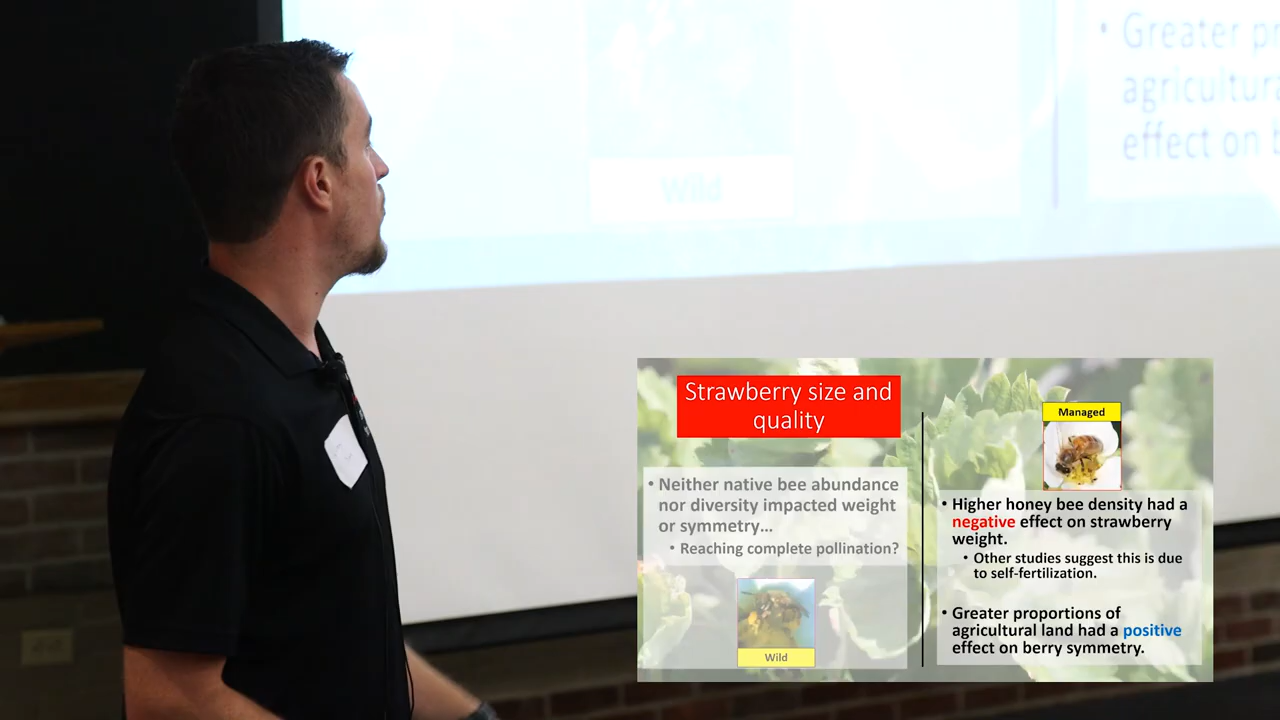 Greater pr
agricultura
effect on b
Wild
Strawberry size and
quality
• Neither native bee abundance
nor diversity impacted weight
or symmetry…
• Reaching complete pollination?
Wild
Managed
• Higher honey bee density had a
negative effect on strawberry
weight.
• Other studies suggest this is due
to self-fertilization.
• Greater proportions of
agricultural land had a positive
effect on berry symmetry.